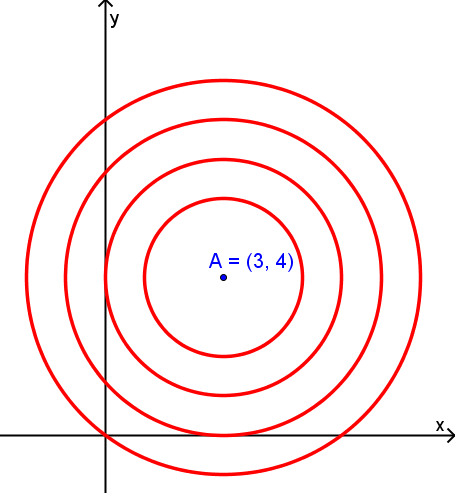 y
A = (3, 4)
x